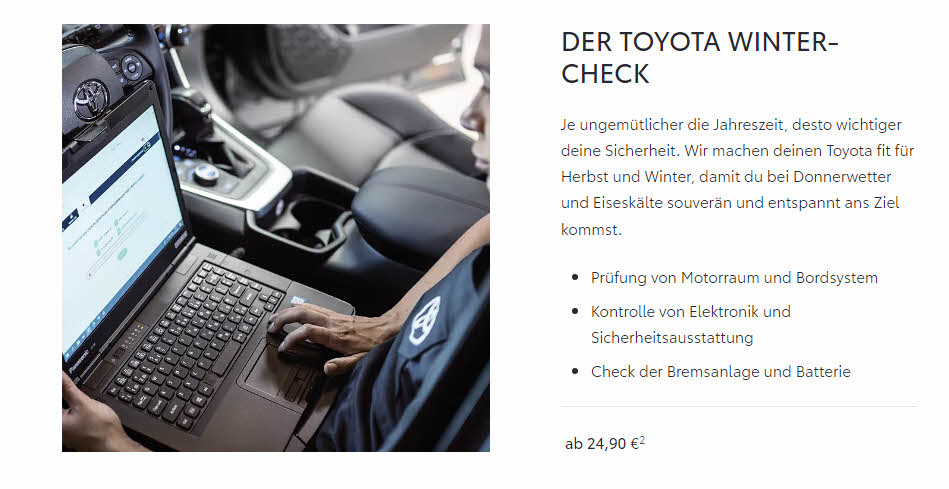 DER TOYOTA WINTER-
CHECK
Je ungemütlicher die Jahreszeit, desto wichtiger
deine Sicherheit. Wir machen deinen Toyota fit für
Herbst und Winter, damit du bei Donnerwetter
und Eiseskälte souverän und entspannt ans Ziel
kommst.
• Prüfung von Motorraum und Bordsystem
• Kontrolle von Elektronik und
Sicherheitsausstattung
• Check der Bremsanlage und Batterie
ab 24,90 €²
Panasonic